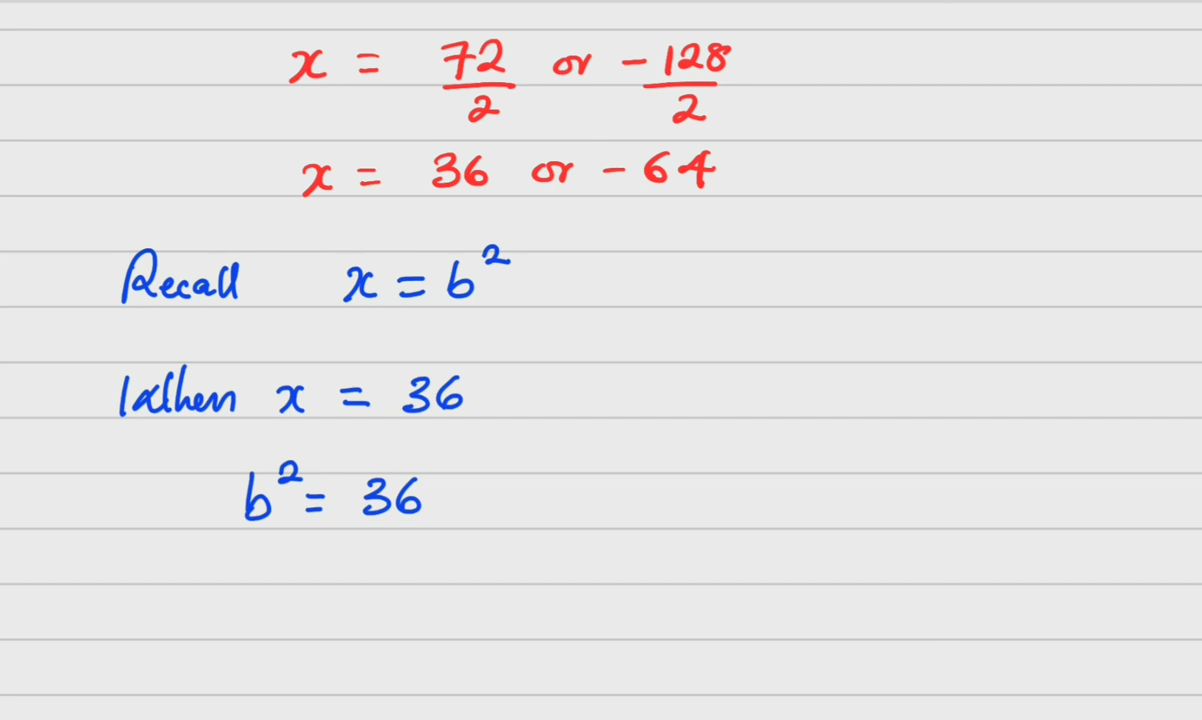 x = 72/2 or -128/2
x = 36 or -64
Recall x = b²
When x = 36
b² = 36